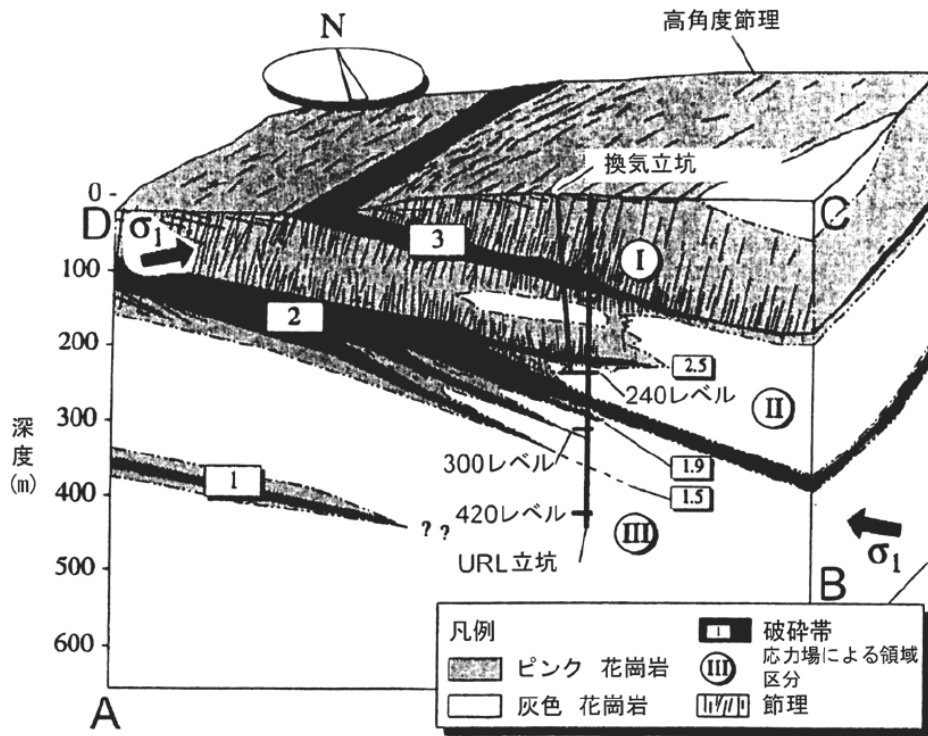 高角度節理
N
換気立坑
0
D
C
σ1
3
I
100
2
200
2.5
240レベル
II
300
深度
(m)
300レベル
1.9
1
400
1.5
420レベル
? ?
III
σ1
500
URL立坑
B
600
A
凡例
1 破砕帯
ピンク 花崗岩
III 応力場による領域
区分
灰色 花崗岩
節理